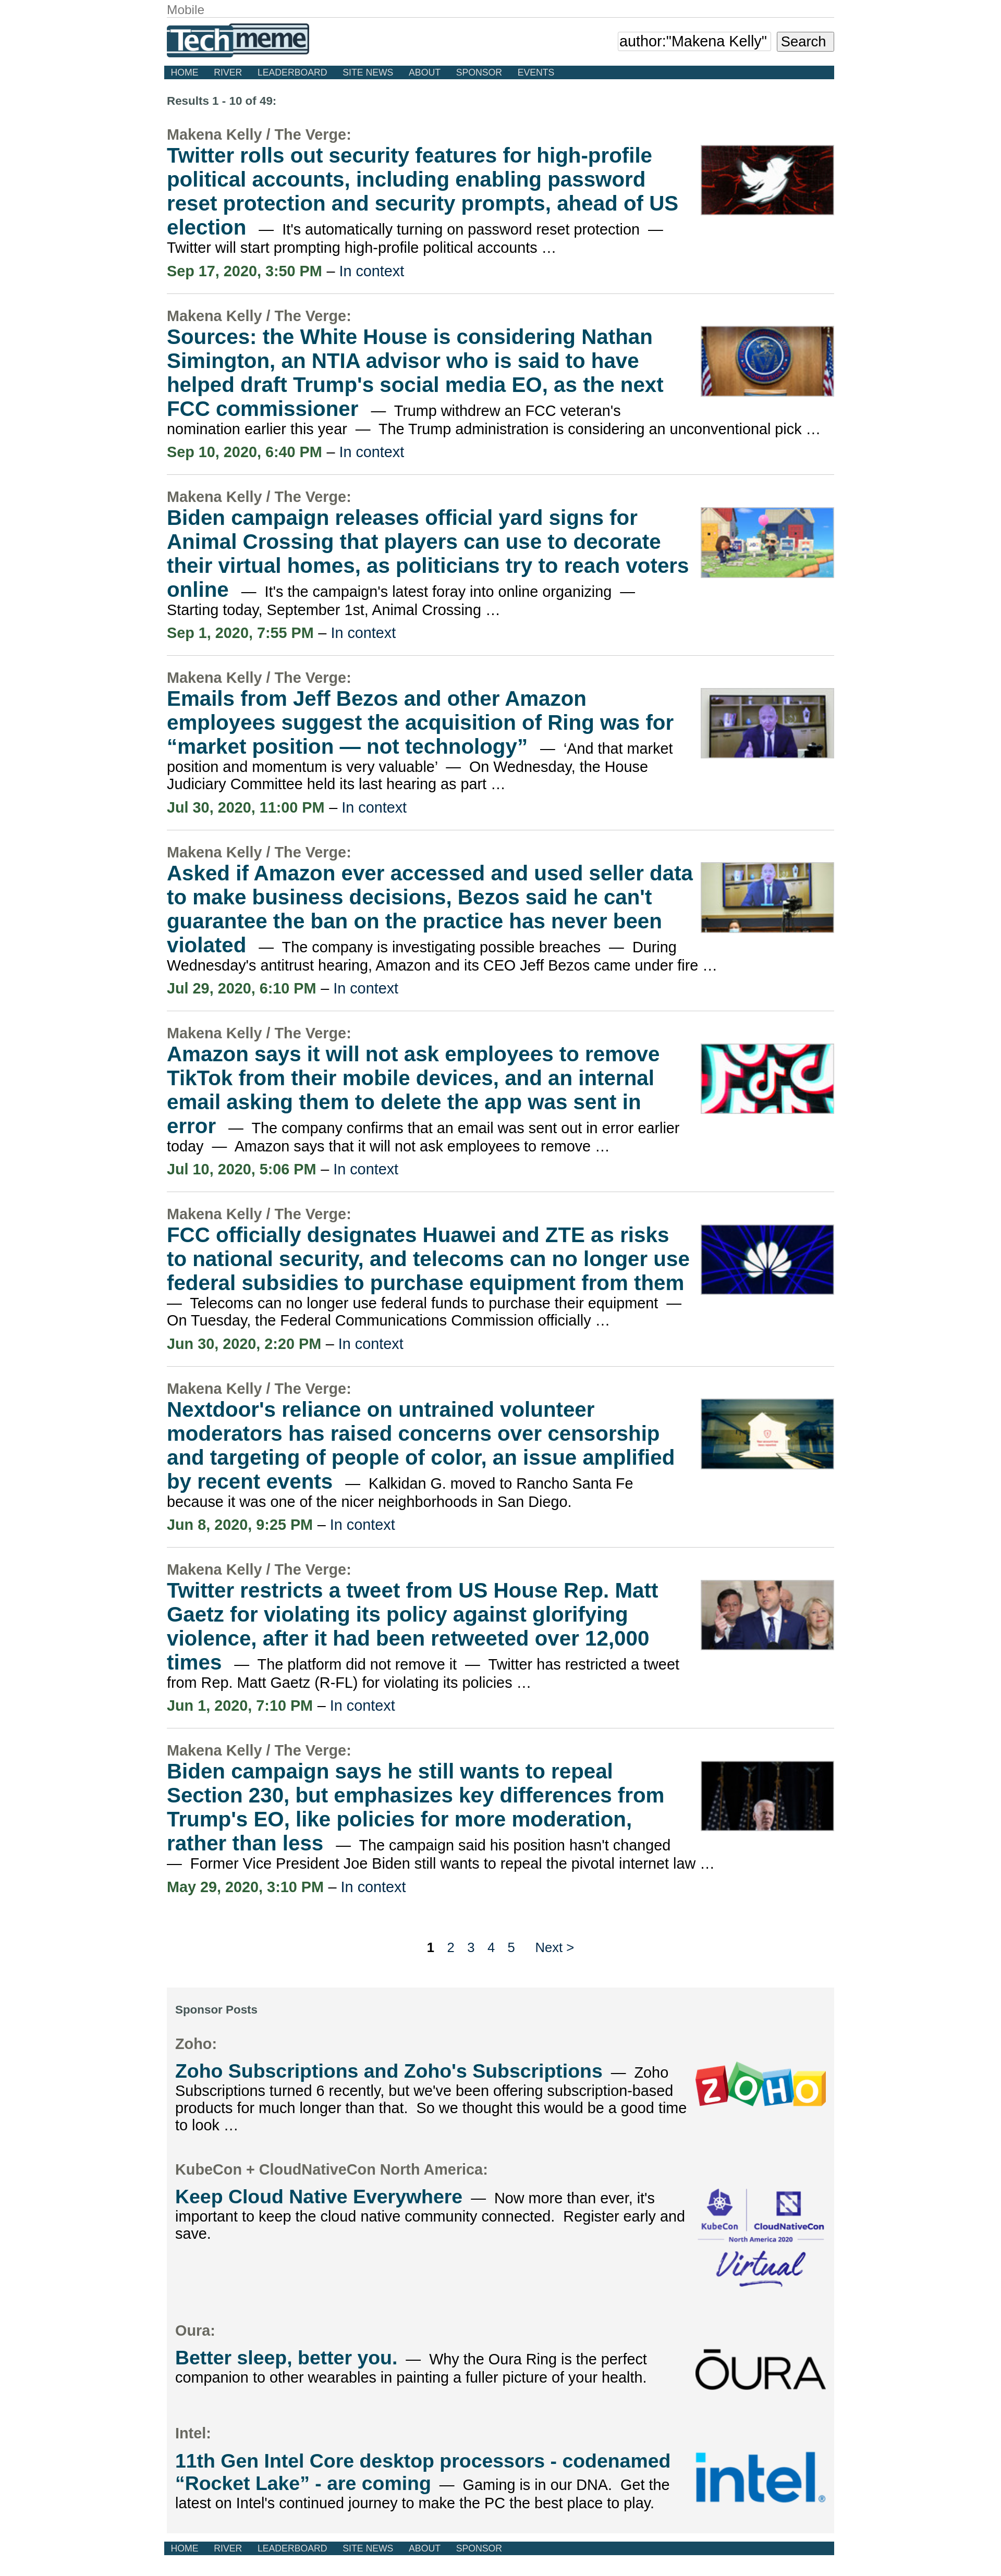 Mobile
Techmeme
author:"Makena Kelly" Search
HOME RIVER LEADERBOARD SITE NEWS ABOUT SPONSOR EVENTS
Results 1 - 10 of 49:
Makena Kelly / The Verge:
Twitter rolls out security features for high-profile
political accounts, including enabling password
reset protection and security prompts, ahead of US
election — It's automatically turning on password reset protection —
Twitter will start prompting high-profile political accounts …
Sep 17, 2020, 3:50 PM – In context
Makena Kelly / The Verge:
Sources: the White House is considering Nathan
Simington, an NTIA advisor who is said to have
helped draft Trump's social media EO, as the next
FCC commissioner — Trump withdrew an FCC veteran's
nomination earlier this year — The Trump administration is considering an unconventional pick …
Sep 10, 2020, 6:40 PM – In context
Makena Kelly / The Verge:
Biden campaign releases official yard signs for
Animal Crossing that players can use to decorate
their virtual homes, as politicians try to reach voters
online — It's the campaign's latest foray into online organizing —
Starting today, September 1st, Animal Crossing …
Sep 1, 2020, 7:55 PM – In context
Makena Kelly / The Verge:
Emails from Jeff Bezos and other Amazon
employees suggest the acquisition of Ring was for
“market position — not technology” — ‘And that market
position and momentum is very valuable’ — On Wednesday, the House
Judiciary Committee held its last hearing as part …
Jul 30, 2020, 11:00 PM – In context
Makena Kelly / The Verge:
Asked if Amazon ever accessed and used seller data
to make business decisions, Bezos said he can't
guarantee the ban on the practice has never been
violated — The company is investigating possible breaches — During
Wednesday's antitrust hearing, Amazon and its CEO Jeff Bezos came under fire …
Jul 29, 2020, 6:10 PM – In context
Makena Kelly / The Verge:
Amazon says it will not ask employees to remove
TikTok from their mobile devices, and an internal
email asking them to delete the app was sent in
error — The company confirms that an email was sent out in error earlier
today — Amazon says that it will not ask employees to remove …
Jul 10, 2020, 5:06 PM – In context
Makena Kelly / The Verge:
FCC officially designates Huawei and ZTE as risks
to national security, and telecoms can no longer use
federal subsidies to purchase equipment from them
— Telecoms can no longer use federal funds to purchase their equipment —
On Tuesday, the Federal Communications Commission officially …
Jun 30, 2020, 2:20 PM – In context
Makena Kelly / The Verge:
Nextdoor's reliance on untrained volunteer
moderators has raised concerns over censorship
and targeting of people of color, an issue amplified
by recent events — Kalkidan G. moved to Rancho Santa Fe
because it was one of the nicer neighborhoods in San Diego.
Jun 8, 2020, 9:25 PM – In context
Makena Kelly / The Verge:
Twitter restricts a tweet from US House Rep. Matt
Gaetz for violating its policy against glorifying
violence, after it had been retweeted over 12,000
times — The platform did not remove it — Twitter has restricted a tweet
from Rep. Matt Gaetz (R-FL) for violating its policies …
Jun 1, 2020, 7:10 PM – In context
Makena Kelly / The Verge:
Biden campaign says he still wants to repeal
Section 230, but emphasizes key differences from
Trump's EO, like policies for more moderation,
rather than less — The campaign said his position hasn't changed
— Former Vice President Joe Biden still wants to repeal the pivotal internet law …
May 29, 2020, 3:10 PM – In context
1 2 3 4 5 Next >
Sponsor Posts
Zoho:
Zoho Subscriptions and Zoho's Subscriptions — Zoho
Subscriptions turned 6 recently, but we've been offering subscription-based
products for much longer than that. So we thought this would be a good time
to look …
ZOHO
KubeCon + CloudNativeCon North America:
Keep Cloud Native Everywhere — Now more than ever, it's
important to keep the cloud native community connected. Register early and
save.
KubeCon CloudNativeCon
North America 2020
Virtual
Oura:
Better sleep, better you. — Why the Oura Ring is the perfect
companion to other wearables in painting a fuller picture of your health.
ŌURA
Intel:
11th Gen Intel Core desktop processors - codenamed
“Rocket Lake” - are coming — Gaming is in our DNA. Get the
latest on Intel's continued journey to make the PC the best place to play.
intel®
HOME RIVER LEADERBOARD SITE NEWS ABOUT SPONSOR